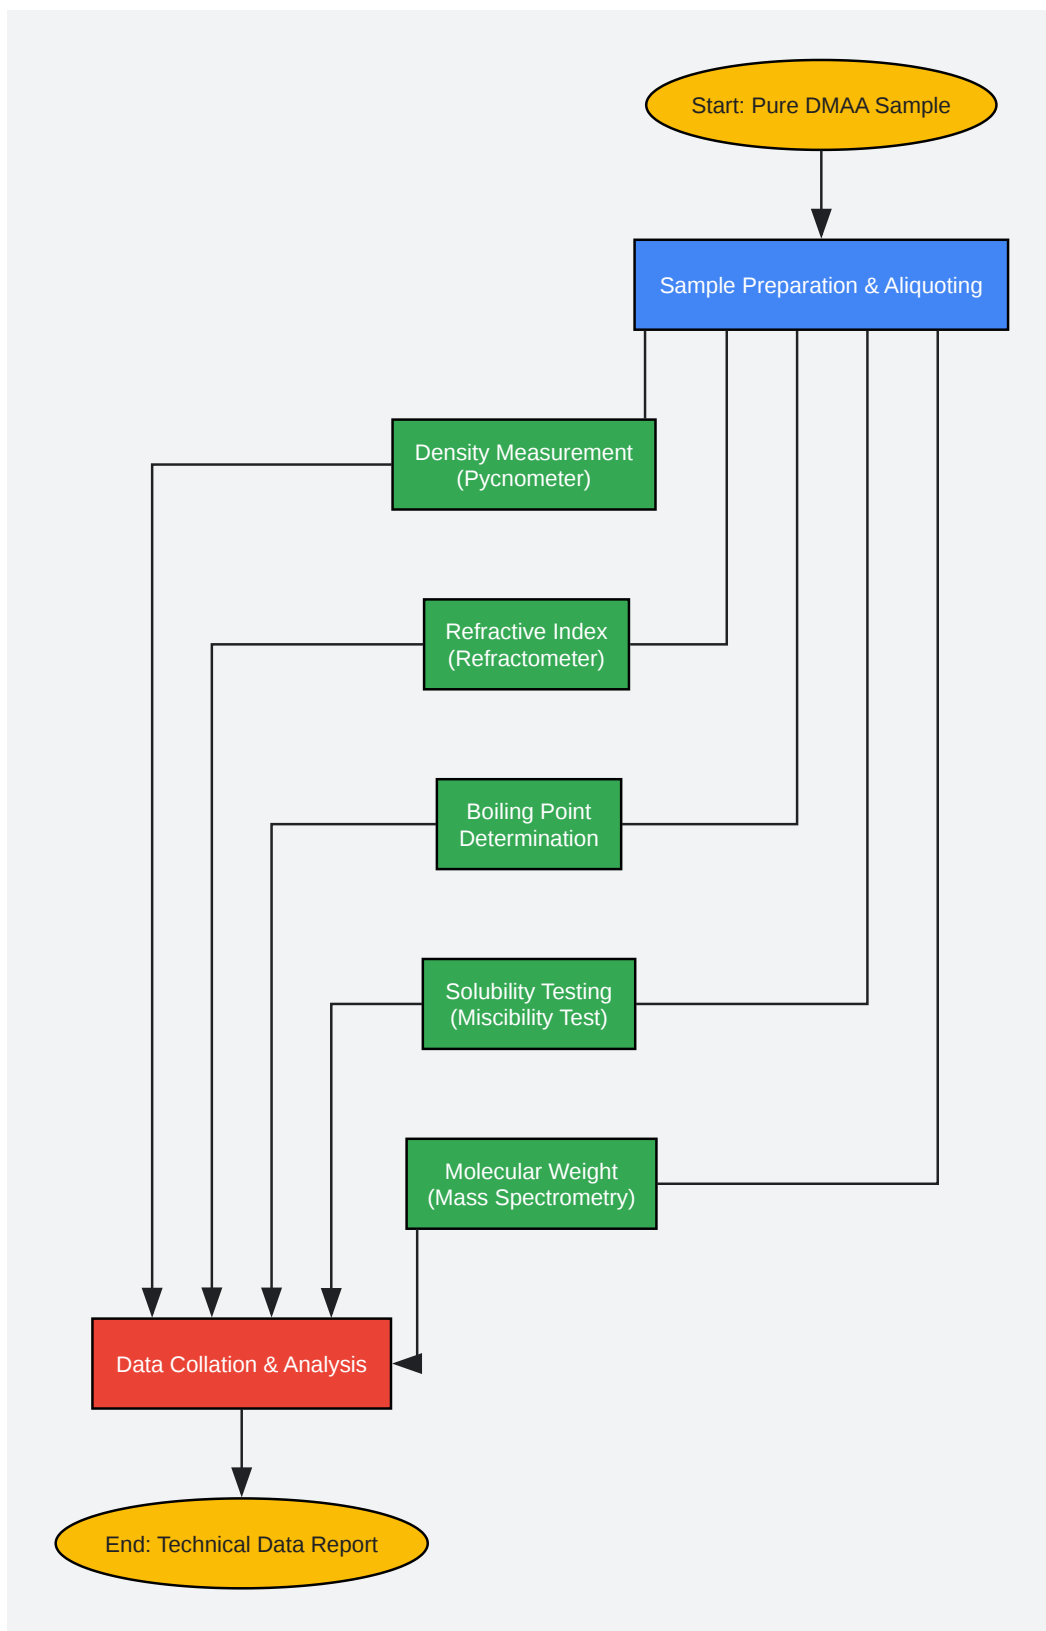 Start: Pure DMAA Sample
Sample Preparation & Aliquoting
Density Measurement
(Pycnometer)
Refractive Index
(Refractometer)
Boiling Point
Determination
Solubility Testing
(Miscibility Test)
Molecular Weight
(Mass Spectrometry)
Data Collation & Analysis
End: Technical Data Report